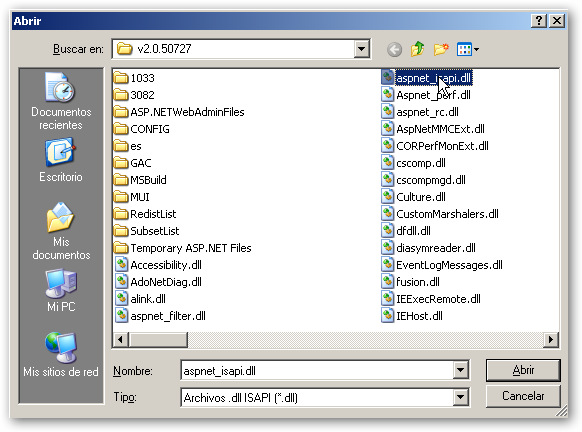 Abrir
Buscar en:
v2.0.50727
Documentos
recientes
Escritorio
Mis
documentos
Mi PC
Mis sitios de red
1033
3082
ASP.NETWebAdminFiles
CONFIG
es
GAC
MSBuild
MUI
RedistList
SubsetList
Temporary ASP.NET Files
Accessibility.dll
AdoNetDiag.dll
alink.dll
aspnet_filter.dll
aspnet_isapi.dll
Aspnet_perf.dll
aspnet_rc.dll
AspNetMMCExt.dll
CORPerfMonExt.dll
cscomp.dll
cscompmgd.dll
Culture.dll
CustomMarshalers.dll
dfdll.dll
diasymreader.dll
EventLogMessages.dll
fusion.dll
IEExecRemote.dll
IEHost.dll
Nombre:
aspnet_isapi.dll
Abrir
Tipo:
Archivos .dll ISAPI (*.dll)
Cancelar